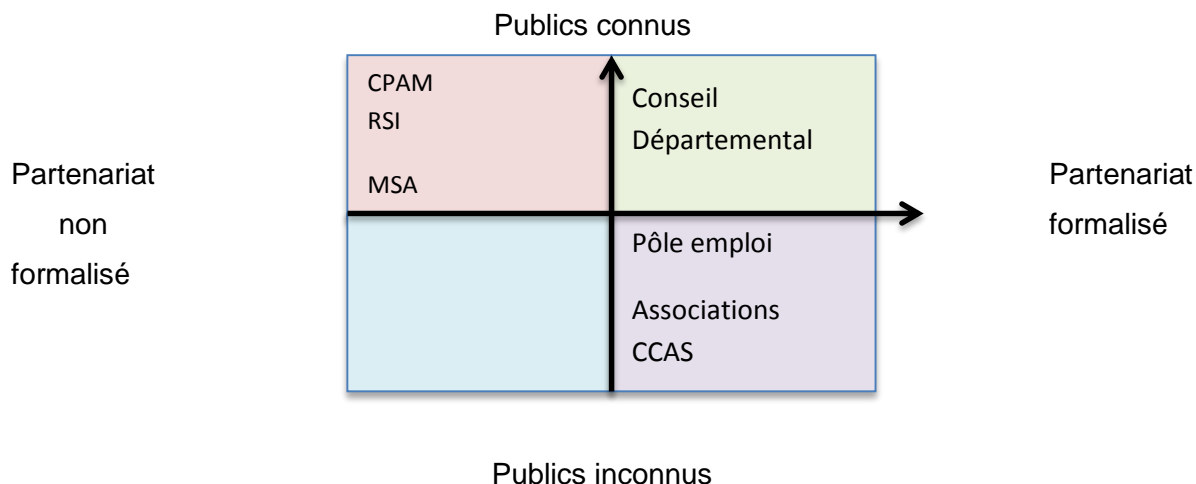 Publics connus
CPAM
RSI
MSA
Conseil
Départemental
Partenariat
non
formalisé
Partenariat
formalisé
Pôle emploi
Associations
CCAS
Publics inconnus